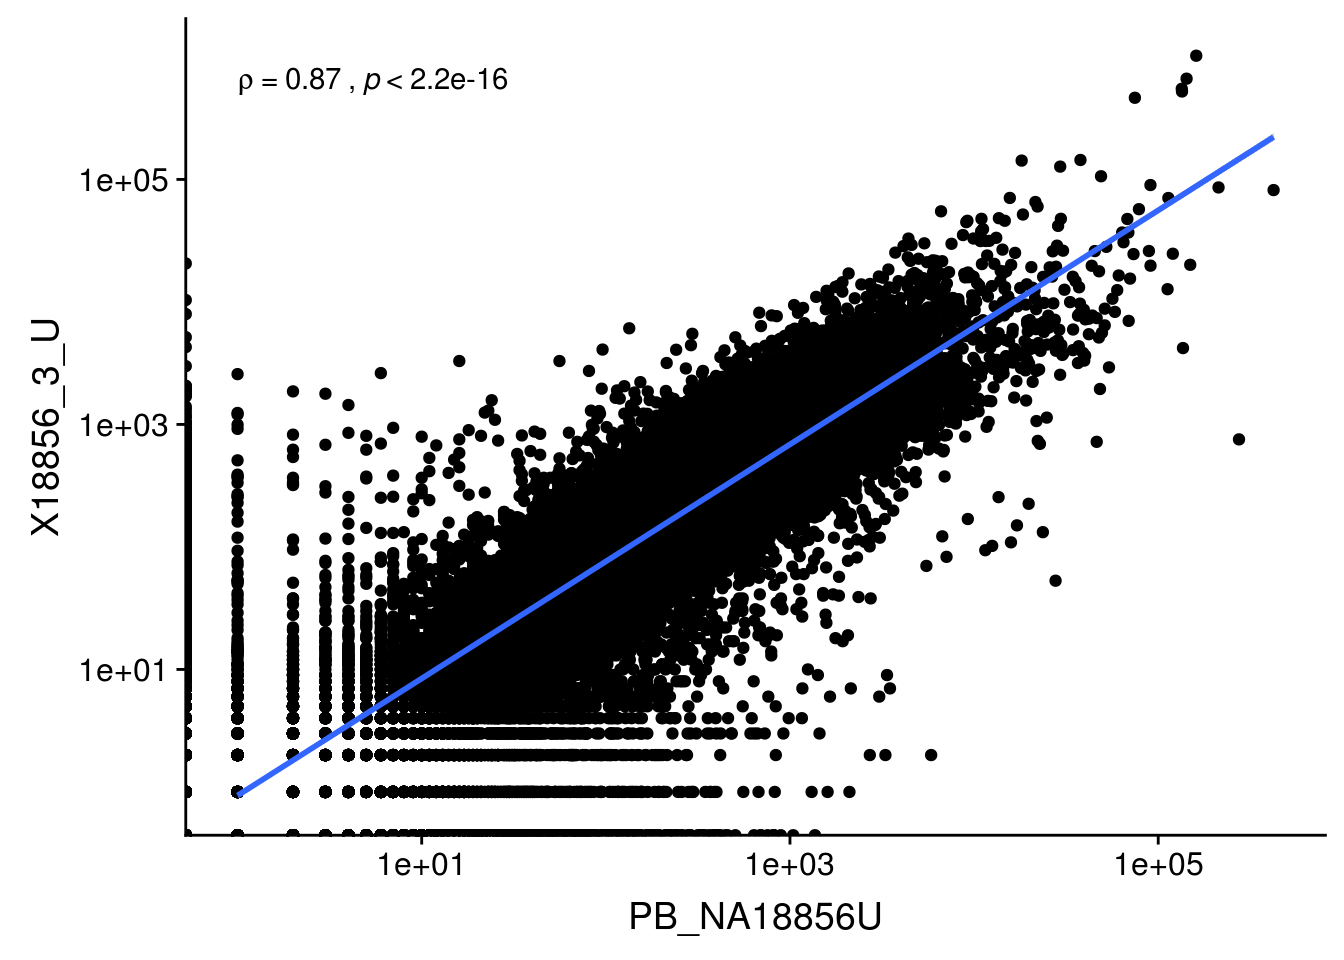 ρ = 0.87 , p < 2.2e-16
1e+05
1e+03
1e+01
X18856_3_U
1e+01 1e+03 1e+05
PB_NA18856U